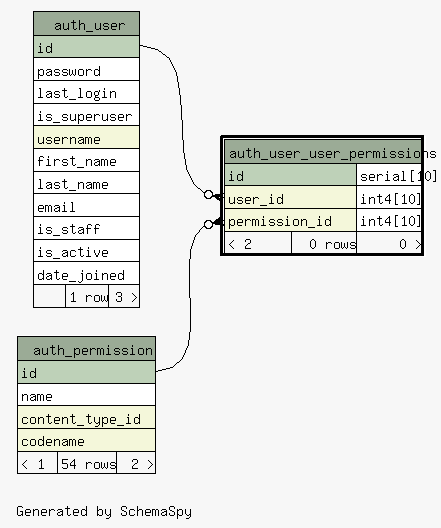 auth_user
id
password
last_login
is_superuser
username
first_name
last_name
email
is_staff
is_active
date_joined
1 row 3 >
auth_user_user_permissions
id serial[10]
user_id int4[10]
permission_id int4[10]
< 2 0 rows 0 >
auth_permission
id
name
content_type_id
codename
< 1 54 rows 2 >
Generated by SchemaSpy